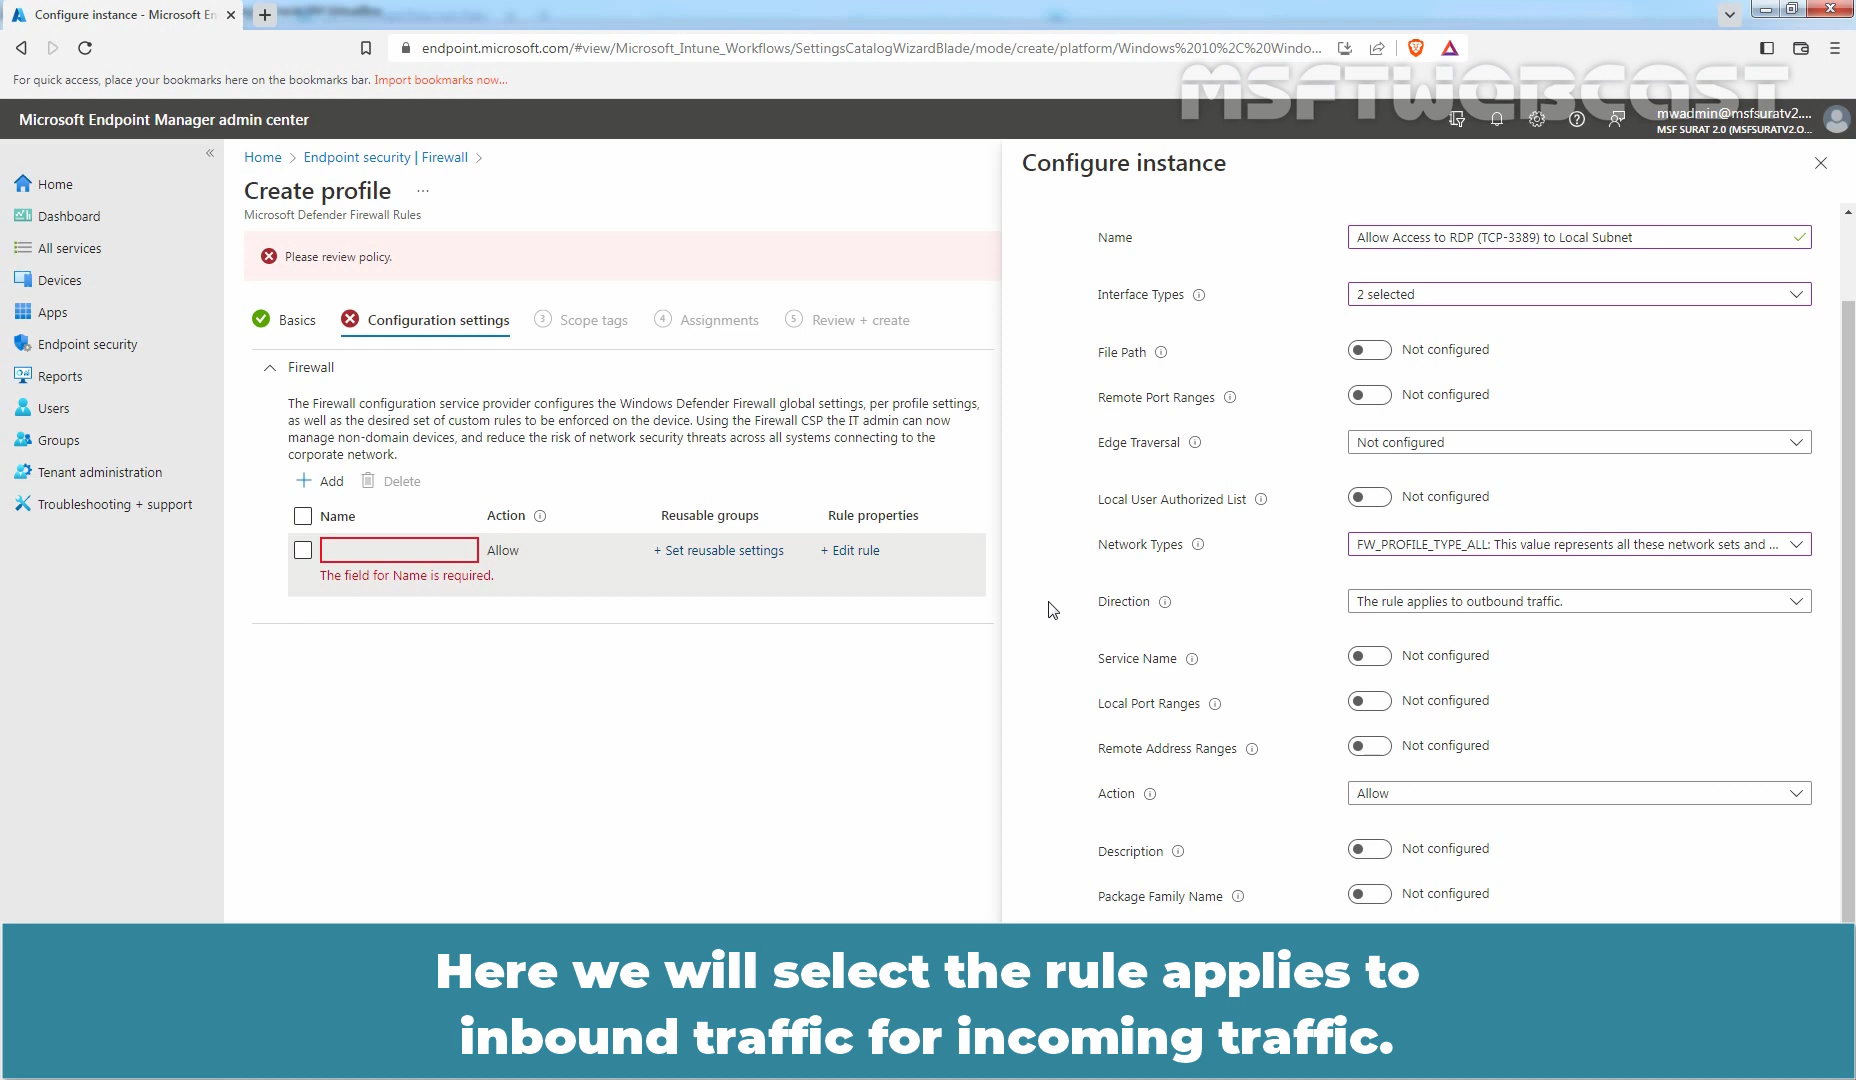 Configure instance - Microsoft En
endpoint.microsoft.com/#view/Microsoft_Intune_Workflows/SettingsCatalogWizardBlade/mode/create/platform/Windows%2010%2C%20Windo...
For quick access, place your bookmarks here on the bookmarks bar. Import bookmarks now...
MSFTWEBCAST
Microsoft Endpoint Manager admin center
mwadmin@msfsuratv2....
MSF SURAT 2.0 (MSFSURATV2.O...
Home
Dashboard
All services
Devices
Apps
Endpoint security
Reports
Users
Groups
Tenant administration
Troubleshooting + support
Home > Endpoint security | Firewall >
Create profile ...
Microsoft Defender Firewall Rules
Please review policy.
Basics
Configuration settings
3 Scope tags
4 Assignments
5 Review + create
Firewall
The Firewall configuration service provider configures the Windows Defender Firewall global settings, per profile settings,
as well as the desired set of custom rules to be enforced on the device. Using the Firewall CSP the IT admin can now
manage non-domain devices, and reduce the risk of network security threats across all systems connecting to the
corporate network.
+ Add Delete
Name Action Reusable groups Rule properties
Allow + Set reusable settings + Edit rule
The field for Name is required.
Configure instance
Name Allow Access to RDP (TCP-3389) to Local Subnet
Interface Types 2 selected
File Path Not configured
Remote Port Ranges Not configured
Edge Traversal Not configured
Local User Authorized List Not configured
Network Types FW_PROFILE_TYPE_ALL: This value represents all these network sets and ...
Direction The rule applies to outbound traffic.
Service Name Not configured
Local Port Ranges Not configured
Remote Address Ranges Not configured
Action Allow
Description Not configured
Package Family Name Not configured
Here we will select the rule applies to
inbound traffic for incoming traffic.